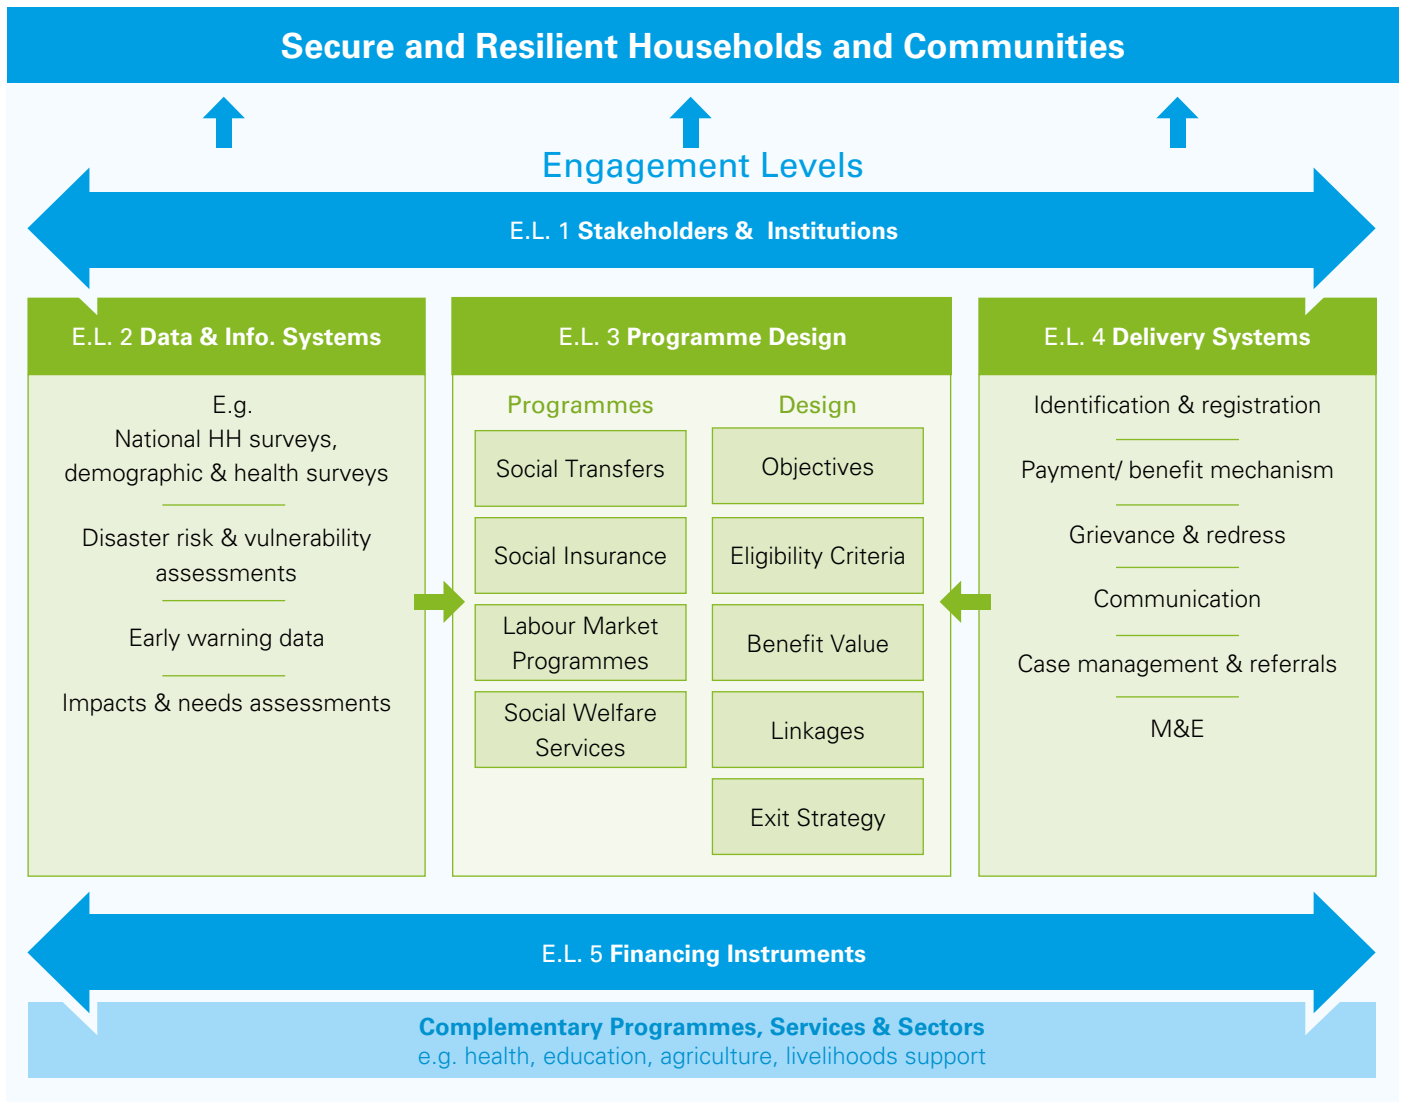 Secure and Resilient Households and Communities
Engagement Levels
E.L. 1 Stakeholders & Institutions
E.L. 2 Data & Info. Systems
E.g.
National HH surveys,
demographic & health surveys
Disaster risk & vulnerability
assessments
Early warning data
Impacts & needs assessments
E.L. 3 Programme Design
Programmes
Social Transfers
Social Insurance
Labour Market
Programmes
Social Welfare
Services
Design
Objectives
Eligibility Criteria
Benefit Value
Linkages
Exit Strategy
E.L. 4 Delivery Systems
Identification & registration
Payment/ benefit mechanism
Grievance & redress
Communication
Case management & referrals
M&E
E.L. 5 Financing Instruments
Complementary Programmes, Services & Sectors
e.g. health, education, agriculture, livelihoods support